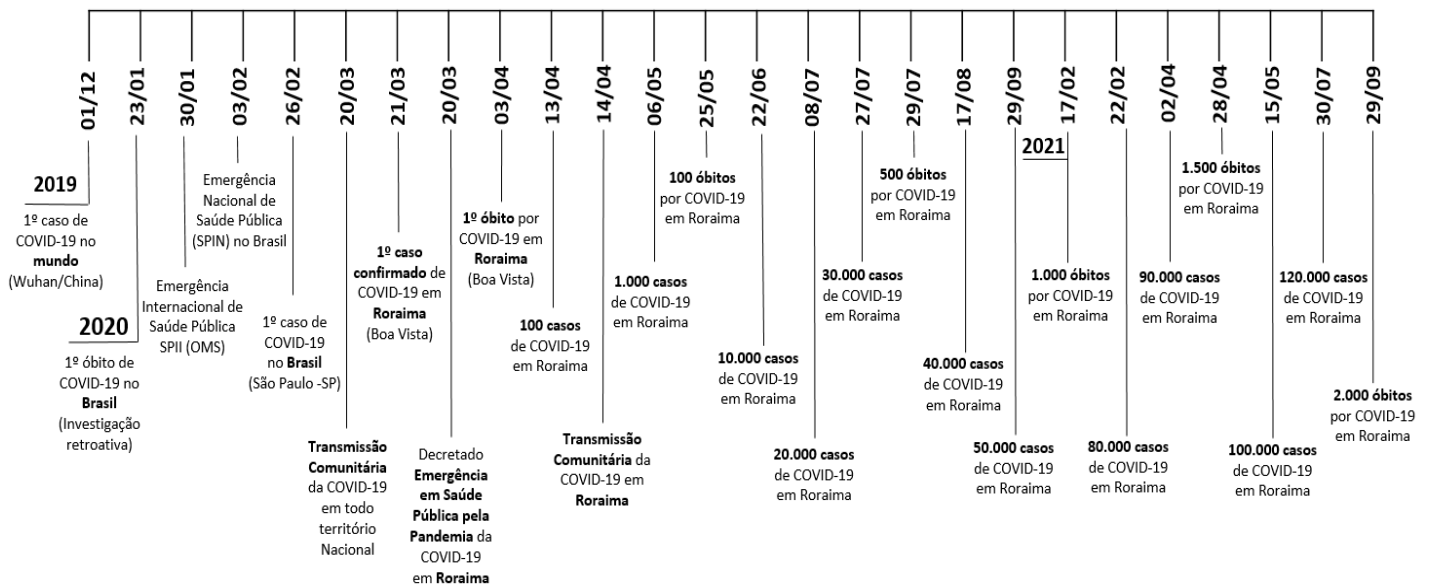 01/12
23/01
30/01
03/02
26/02
20/03
21/03
20/03
03/04
13/04
14/04
06/05
25/05
22/06
08/07
27/07
29/07
17/08
29/09
17/02
22/02
02/04
28/04
15/05
30/07
29/09
2019
1º caso de
COVID-19 no
mundo
(Wuhan/China)
2020
1º óbito de
COVID-19 no
Brasil
(Investigação
retroativa)
Emergência
Internacional de
Saúde Pública
SPII (OMS)
Emergência
Nacional de
Saúde Pública
(SPIN) no Brasil
1º caso de
COVID-19
no Brasil
(São Paulo -SP)
Transmissão
Comunitária
da COVID-19
em todo
território
Nacional
1º caso
confirmado de
COVID-19 em
Roraima
(Boa Vista)
Decretado
Emergência
em Saúde
Pública pela
Pandemia da
COVID-19
em Roraima
1º óbito por
COVID-19 em
Roraima
(Boa Vista)
100 casos
de COVID-19
em Roraima
Transmissão
Comunitária da
COVID-19 em
Roraima
1.000 casos
de COVID-19
em Roraima
100 óbitos
por COVID-19
em Roraima
10.000 casos
de COVID-19
em Roraima
20.000 casos
de COVID-19
em Roraima
30.000 casos
de COVID-19
em Roraima
500 óbitos
por COVID-19
em Roraima
40.000 casos
de COVID-19
em Roraima
50.000 casos
de COVID-19
em Roraima
2021
1.000 óbitos
por COVID-19
em Roraima
80.000 casos
de COVID-19
em Roraima
90.000 casos
de COVID-19
em Roraima
1.500 óbitos
por COVID-19
em Roraima
100.000 casos
de COVID-19
em Roraima
120.000 casos
de COVID-19
em Roraima
2.000 óbitos
por COVID-19
em Roraima